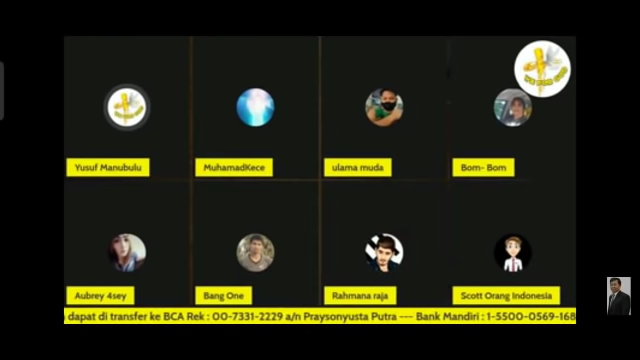 Yusuf Manubulu
MuhamadKece
ulama muda
Bom- Bom
Aubrey 4sey
Bang One
Rahmana raja
Scott Orang Indonesia
dapat di transfer ke BCA Rek : 00-7331-2229 a/n Praysonyusta Putra --- Bank Mandiri : 1-5500-0569-168